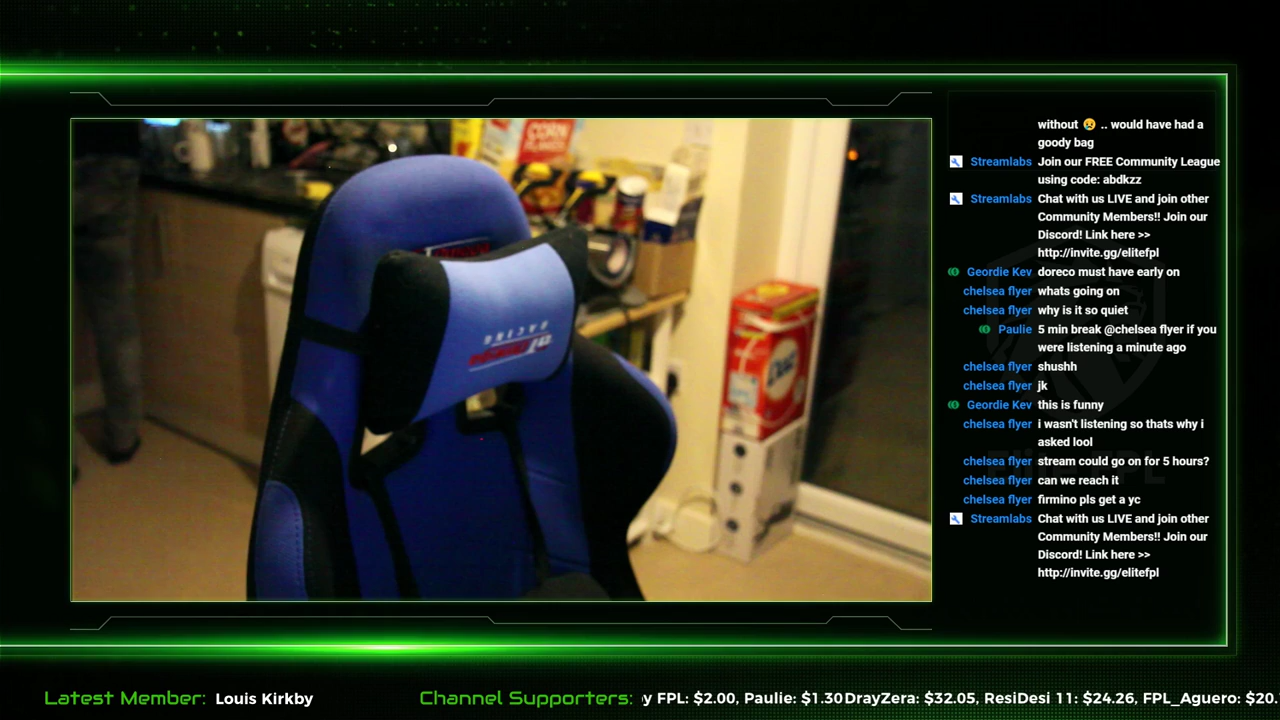 CORN
FLAKES
RACING
Daz
without 😢 .. would have had a
goody bag
Streamlabs Join our FREE Community League
using code: abdkzz
Streamlabs Chat with us LIVE and join other
Community Members!! Join our
Discord! Link here >>
http://invite.gg/elitefpl
Geordie Kev doreco must have early on
chelsea flyer whats going on
chelsea flyer why is it so quiet
Paulie 5 min break @chelsea flyer if you
were listening a minute ago
chelsea flyer shushh
chelsea flyer jk
Geordie Kev this is funny
chelsea flyer i wasn't listening so thats why i
asked lool
chelsea flyer stream could go on for 5 hours?
chelsea flyer can we reach it
chelsea flyer firmino pls get a yc
Streamlabs Chat with us LIVE and join other
Community Members!! Join our
Discord! Link here >>
http://invite.gg/elitefpl
Latest Member: Louis Kirkby
Channel Supporters: y FPL: $2.00, Paulie: $1.30DrayZera: $32.05, ResiDesi 11: $24.26, FPL_Aguero: $20.